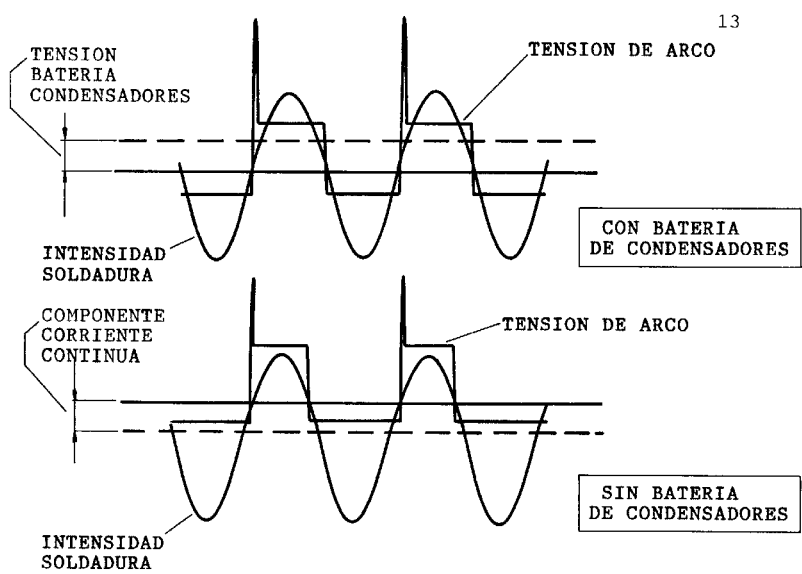 13
TENSION
BATERIA
CONDENSADORES
TENSION DE ARCO
INTENSIDAD
SOLDADURA
CON BATERIA
DE CONDENSADORES
COMPONENTE
CORRIENTE
CONTINUA
TENSION DE ARCO
INTENSIDAD
SOLDADURA
SIN BATERIA
DE CONDENSADORES